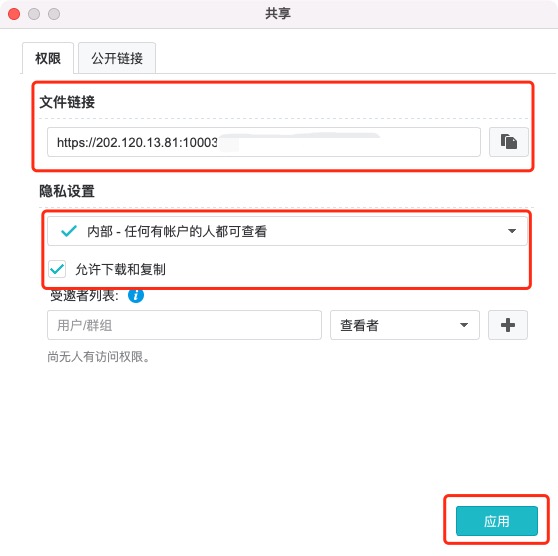 共享
权限 公开链接
文件链接
https://202.120.13.81:10003
隐私设置
内部 - 任何有帐户的人都可查看
允许下载和复制
受邀者列表: i
用户/群组 查看者
尚无人有访问权限。
应用